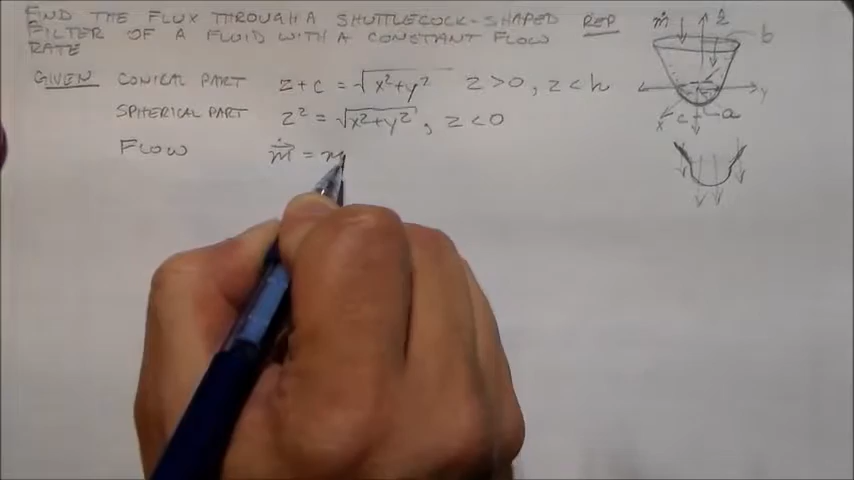 FIND THE FLUX THROUGH A SHUTTLECOCK-SHAPED REP
FILTER OF A FLUID WITH A CONSTANT FLOW
RATE
GIVEN CONICAL PART z+c = √x²+y² z>0, z<h
SPHERICAL PART z² = √x²+y², z<0
FLOW ṁ = m
ṁ z
b
y
x c a